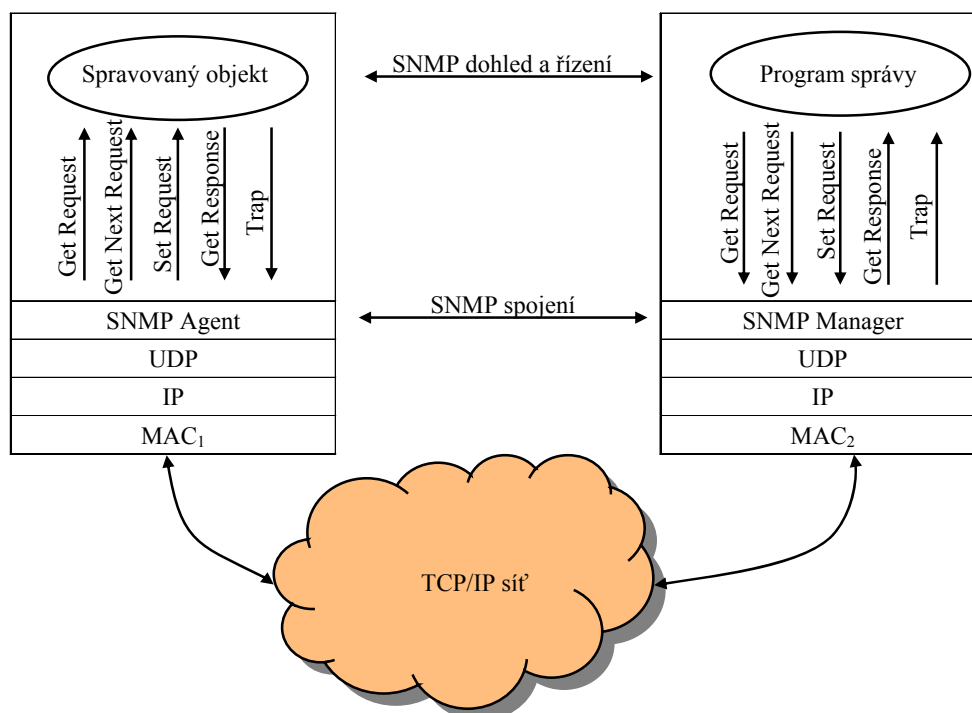 Spravovaný objekt
SNMP dohled a řízení
Program správy
Get Request
Get Next Request
Set Request
Get Response
Trap
Get Request
Get Next Request
Set Request
Get Response
Trap
SNMP Agent
SNMP spojení
SNMP Manager
UDP
UDP
IP
IP
MAC₁
MAC₂
TCP/IP síť